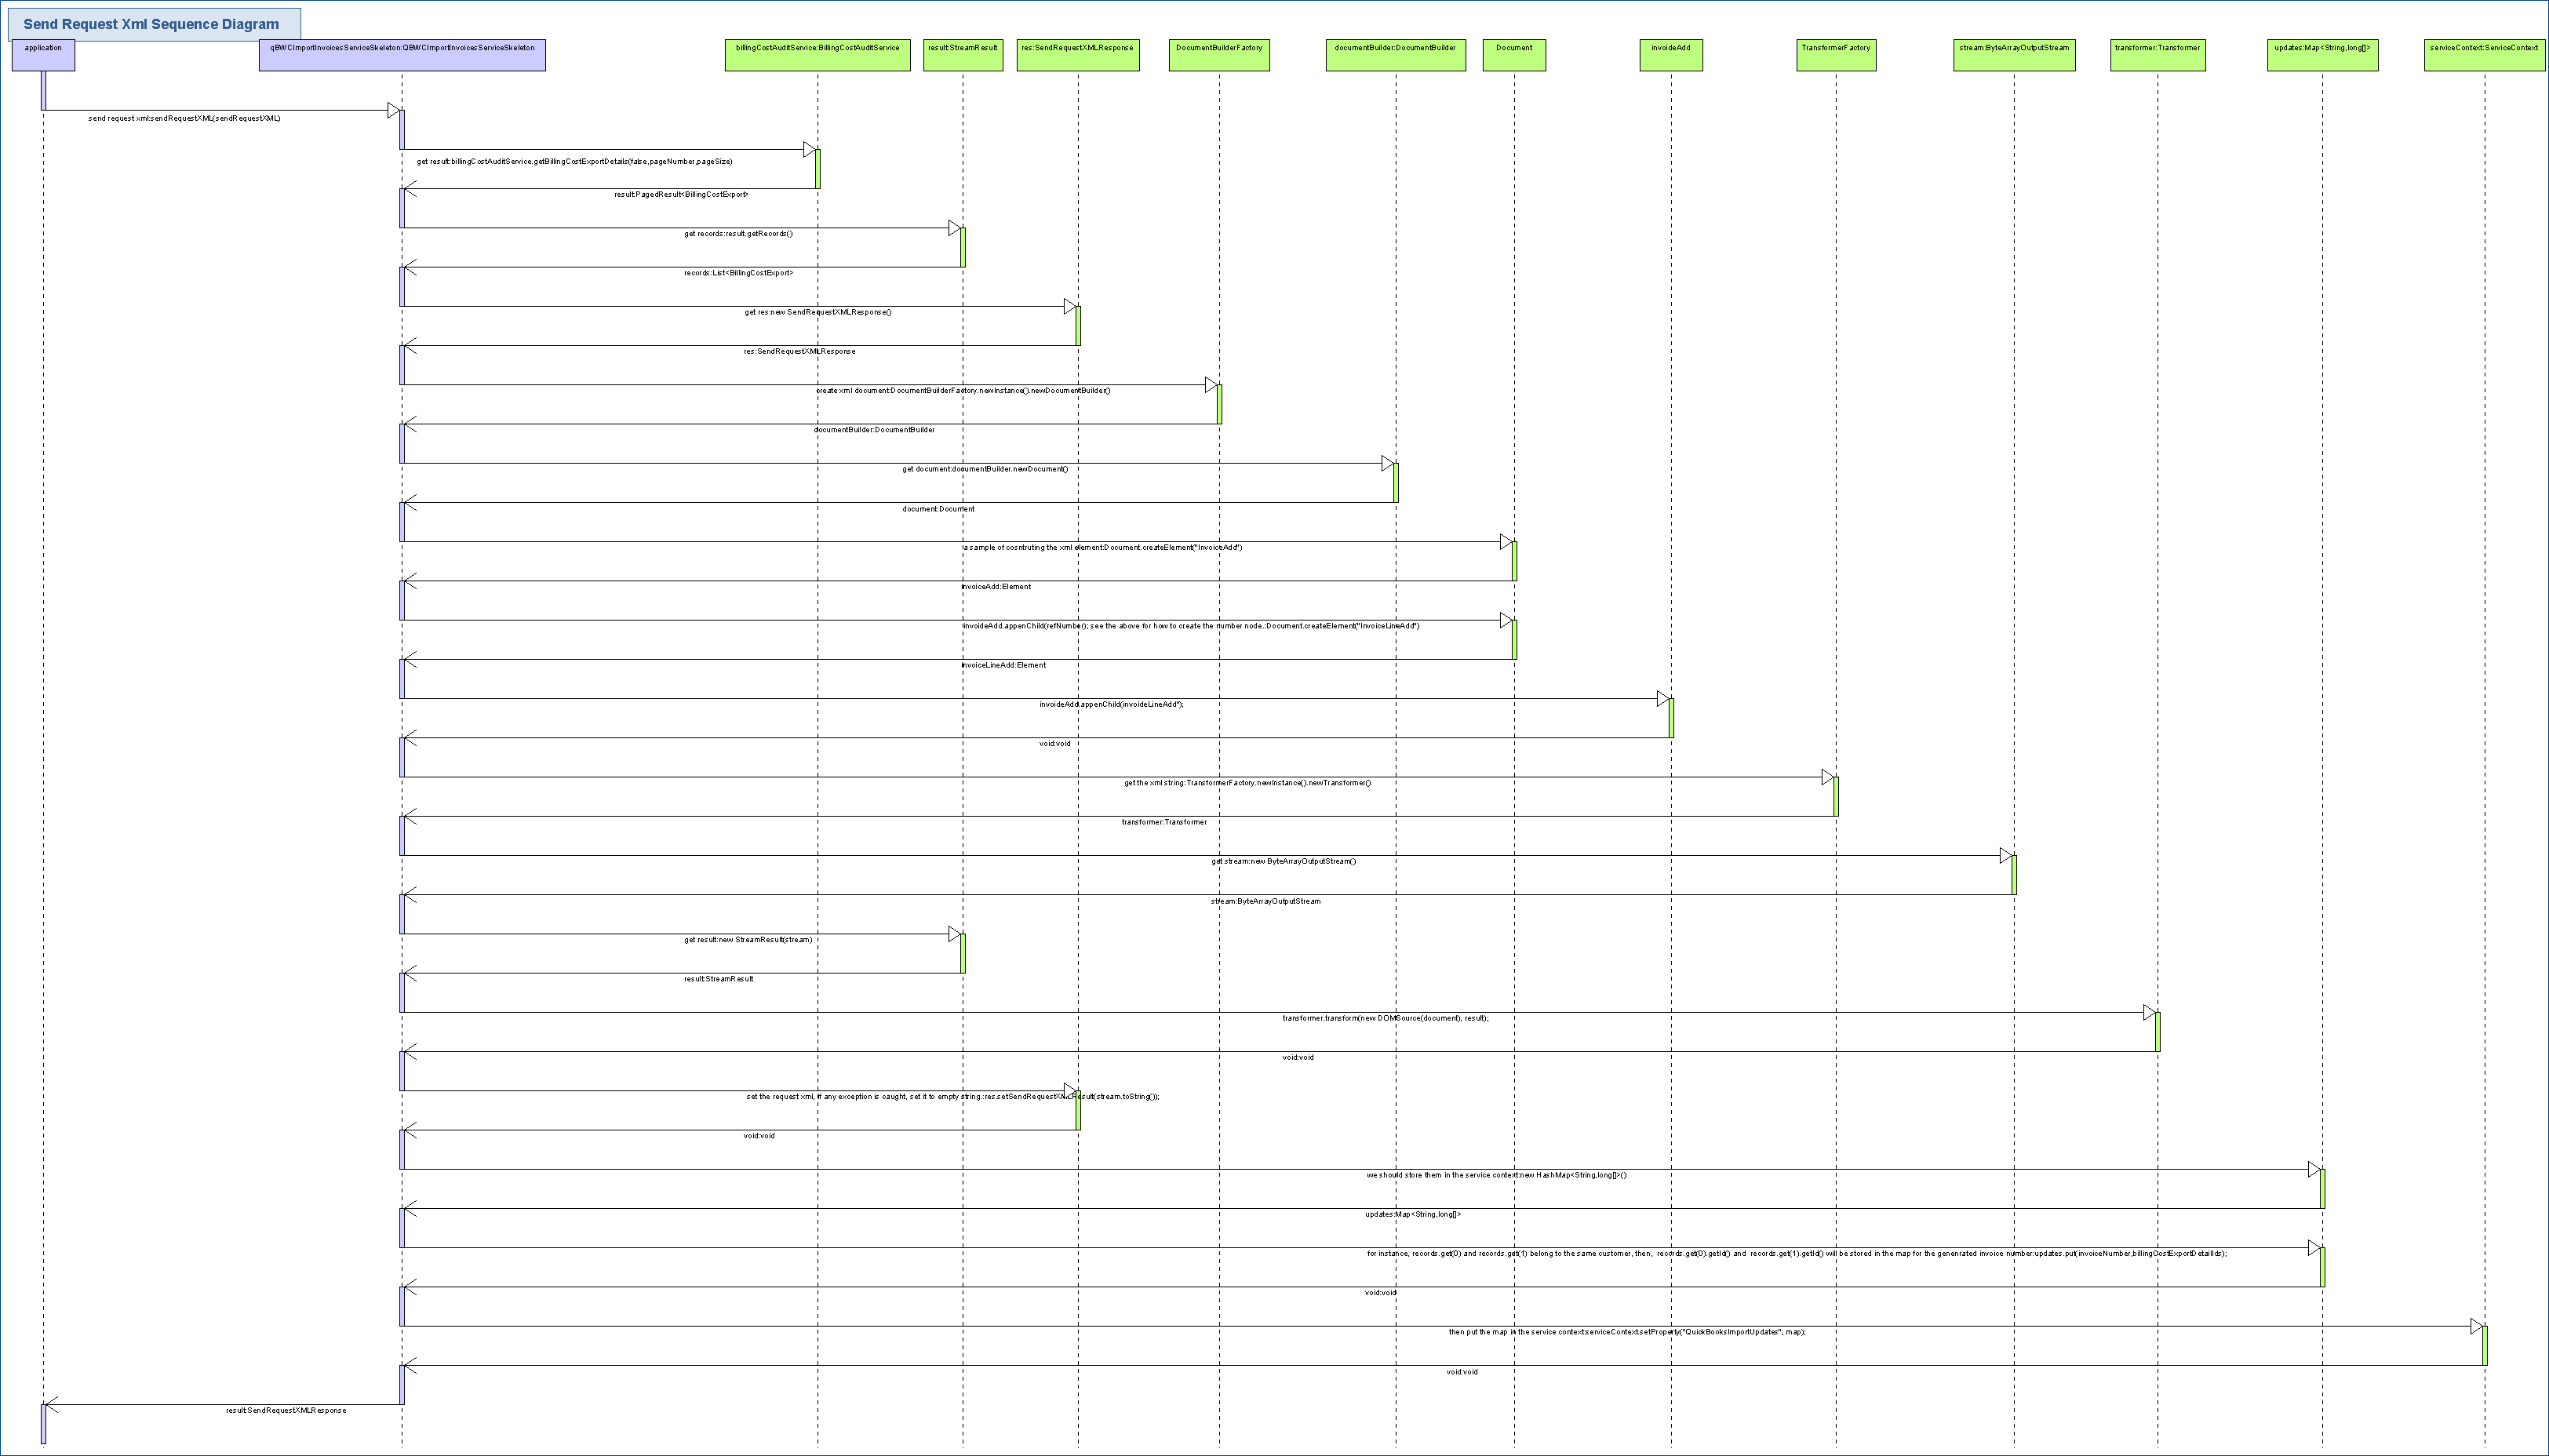 Send Request Xml Sequence Diagram
application
qBWCImportInvoicesServiceSkeleton:QBWCImportInvoicesServiceSkeleton
billingCostAuditService:BillingCostAuditService
result:StreamResult
res:SendRequestXMLResponse
DocumentBuilderFactory
documentBuilder:DocumentBuilder
Document
invoideAdd
TransformerFactory
stream:ByteArrayOutputStream
transformer:Transformer
updates:Map<String,long[]>
serviceContext:ServiceContext
send request xml:sendRequestXML(sendRequestXML)
get result:billingCostAuditService.getBillingCostExportDetails(false,pageNumber,pageSize)
result:PagedResult<BillingCostExport>
get records:result.getRecords()
records:List<BillingCostExport>
get res:new SendRequestXMLResponse()
res:SendRequestXMLResponse
create xml document:DocumentBuilderFactory.newInstance().newDocumentBuilder()
documentBuilder:DocumentBuilder
get document:documentBuilder.newDocument()
document:Document
a sample of cosntruting the xml element:Document.createElement("InvoiceAdd")
invoiceAdd:Element
invoideAdd.appenChild(refNumber); see the above for how to create the number node.:Document.createElement("InvoiceLineAdd")
invoiceLineAdd:Element
invoideAdd.appenChild(invoideLineAdd");
void:void
get the xml string:TransformerFactory.newInstance().newTransformer()
transformer:Transformer
get stream:new ByteArrayOutputStream()
stream:ByteArrayOutputStream
get result:new StreamResult(stream)
result:StreamResult
transformer.transform(new DOMSource(document), result);
void:void
set the request xml, if any exception is caught, set it to empty string.:res.setSendRequestXMLResult(stream.toString());
void:void
we should store them in the service context:new HashMap<String,long[]>()
updates:Map<String,long[]>
for instance, records.get(0) and records.get(1) belong to the same customer, then,  records.get(0).getId() and  records.get(1).getId() will be stored in the map for the genenrated invoice number:updates.put(invoiceNumber,billingCostExportDetailIds);
void:void
then put the map in the service context:serviceContext.setProperty("QuickBooksImportUpdates", map);
void:void
result:SendRequestXMLResponse